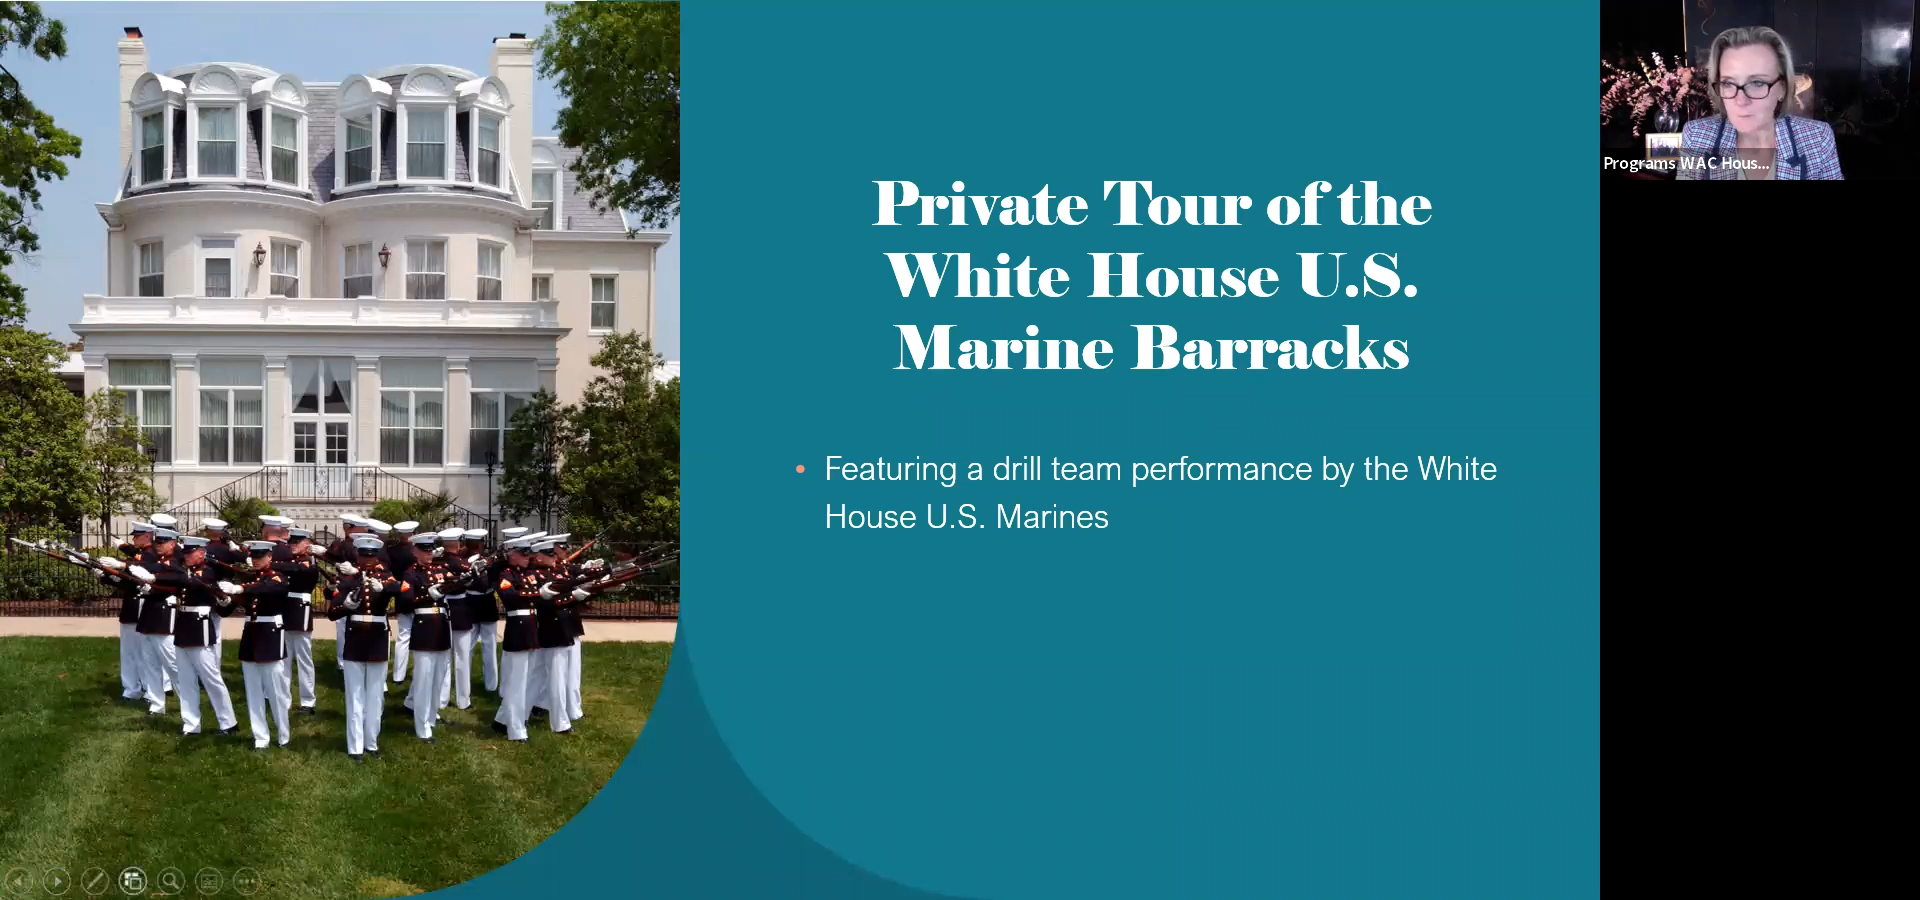 Private Tour of the
White House U.S.
Marine Barracks
• Featuring a drill team performance by the White
House U.S. Marines
Programs WAC Hous...